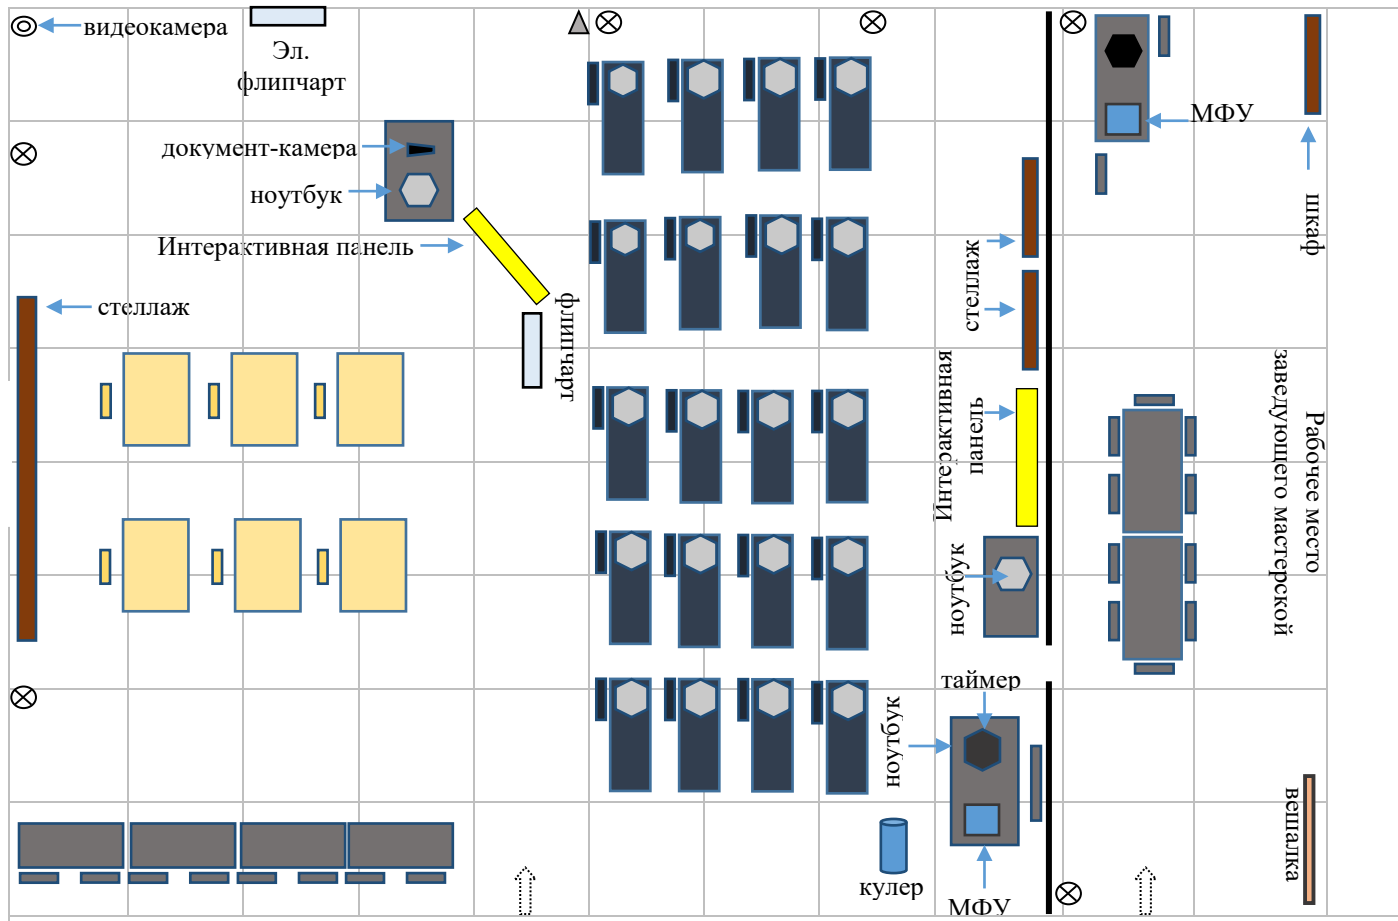 видеокамера
Эл.
флипчарт
документ-камера
ноутбук
Интерактивная панель
стеллаж
флипчарт
стеллаж
Интерактивная
панель
ноутбук
таймер
ноутбук
кулер
МФУ
МФУ
шкаф
Рабочее место
заведующего мастерской
вешалка